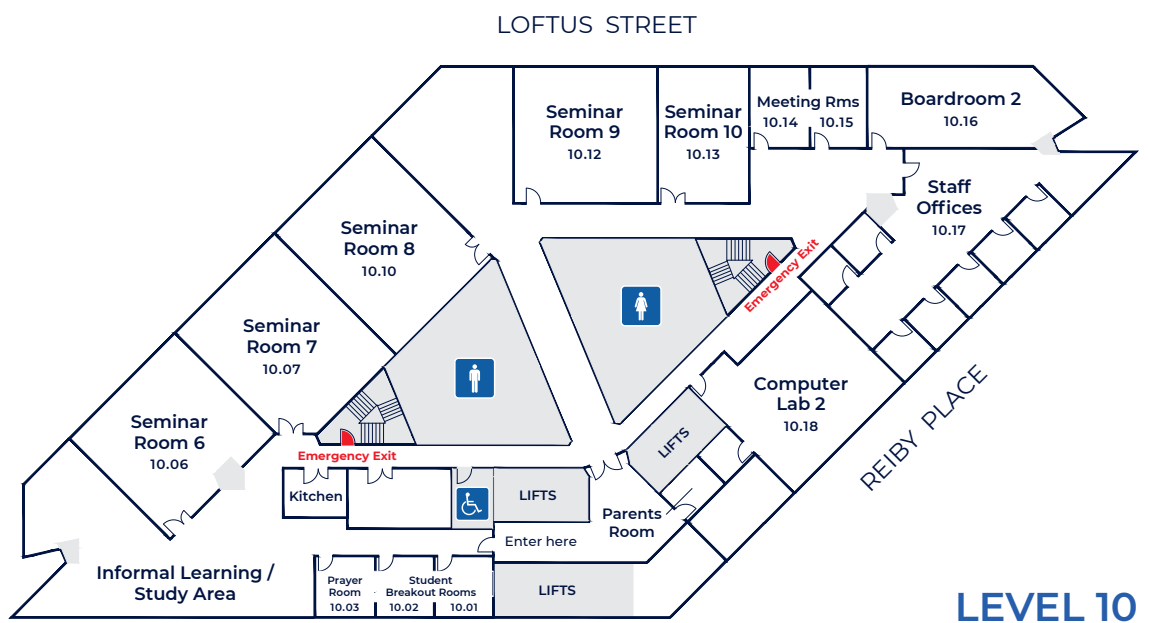 LOFTUS STREET
Seminar
Room 9
10.12
Seminar
Room 10
10.13
Meeting Rms
10.14
10.15
Boardroom 2
10.16
Staff
Offices
10.17
Seminar
Room 8
10.10
Emergency Exit
Seminar
Room 7
10.07
Computer
Lab 2
10.18
REIBY PLACE
Seminar
Room 6
10.06
Emergency Exit
LIFTS
Kitchen
LIFTS
Parents
Room
Enter here
Informal Learning /
Study Area
Prayer
Room
10.03
Student
Breakout Rooms
10.02
10.01
LIFTS
LEVEL 10